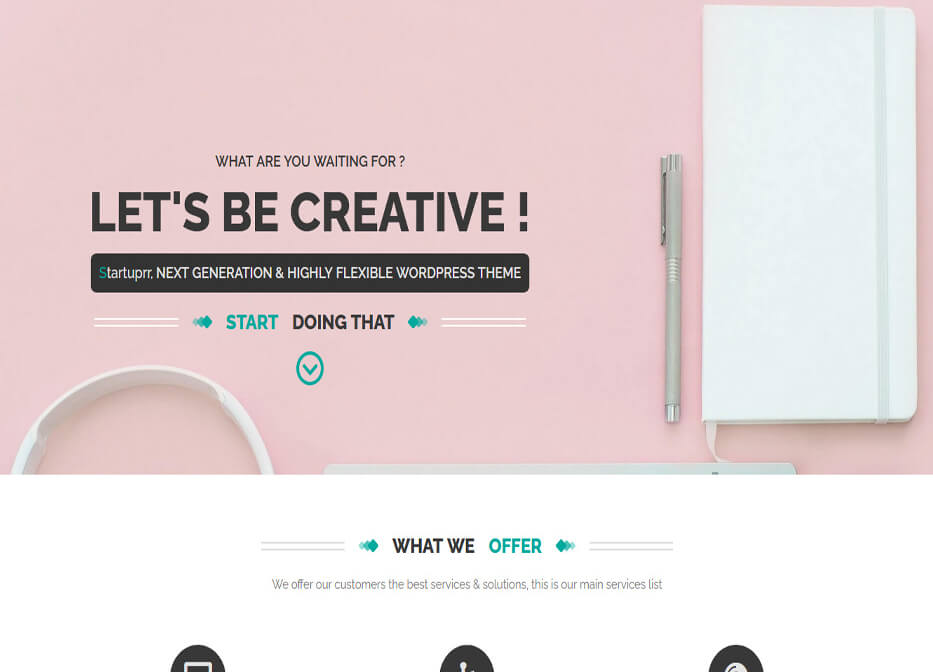 WHAT ARE YOU WAITING FOR ?
LET'S BE CREATIVE !
Startuprr, NEXT GENERATION & HIGHLY FLEXIBLE WORDPRESS THEME
START DOING THAT
WHAT WE OFFER
We offer our customers the best services & solutions, this is our main services list